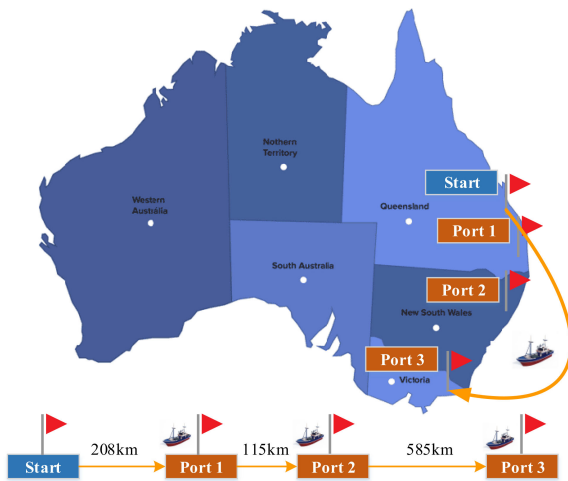 Nothern
Territory
Western
Austrália
Queensland
Start
Port 1
South Australia
Port 2
New South Wales
Port 3
Victoria
208km
115km
585km
Start
Port 1
Port 2
Port 3